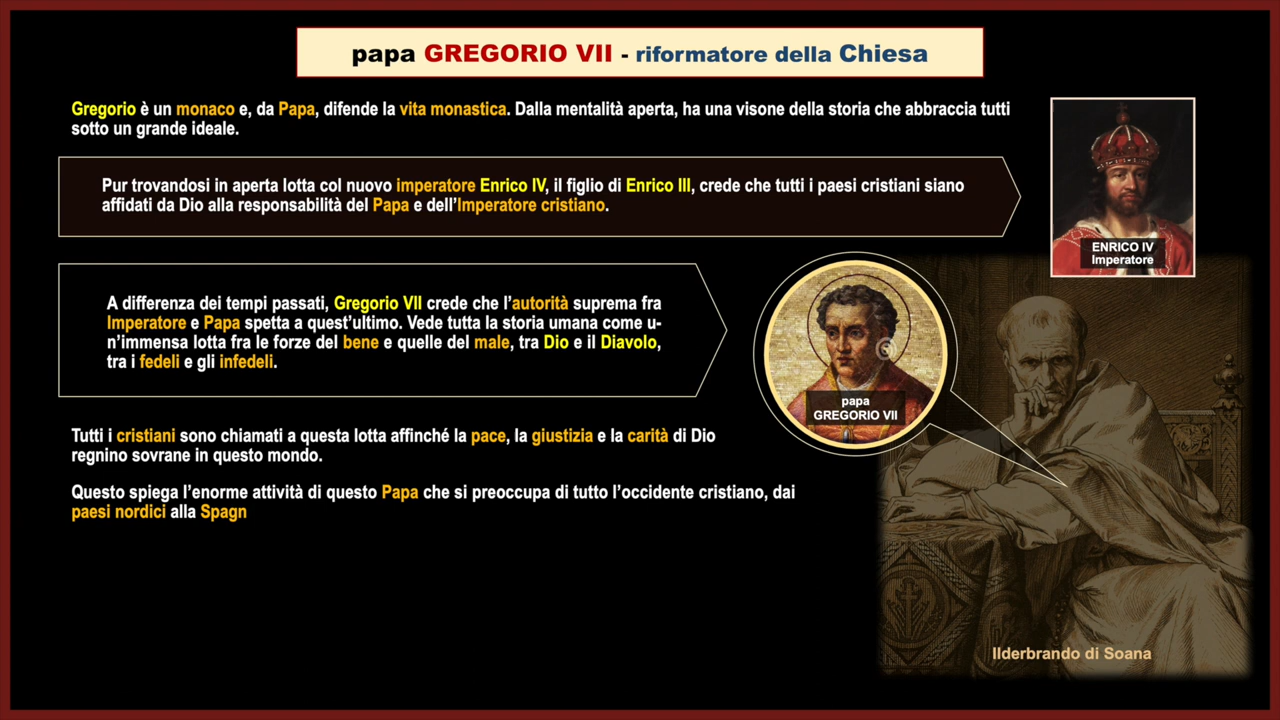 papa GREGORIO VII - riformatore della Chiesa
Gregorio è un monaco e, da Papa, difende la vita monastica. Dalla mentalità aperta, ha una visone della storia che abbraccia tutti
sotto un grande ideale.
Pur trovandosi in aperta lotta col nuovo imperatore Enrico IV, il figlio di Enrico III, crede che tutti i paesi cristiani siano
affidati da Dio alla responsabilità del Papa e dell'Imperatore cristiano.
ENRICO IV
Imperatore
A differenza dei tempi passati, Gregorio VII crede che l'autorità suprema fra
Imperatore e Papa spetta a quest'ultimo. Vede tutta la storia umana come u-
n'immensa lotta fra le forze del bene e quelle del male, tra Dio e il Diavolo,
tra i fedeli e gli infedeli.
papa
GREGORIO VII
Tutti i cristiani sono chiamati a questa lotta affinché la pace, la giustizia e la carità di Dio
regnino sovrane in questo mondo.
Questo spiega l'enorme attività di questo Papa che si preoccupa di tutto l'occidente cristiano, dai
paesi nordici alla Spagn
Ilderbrando di Soana